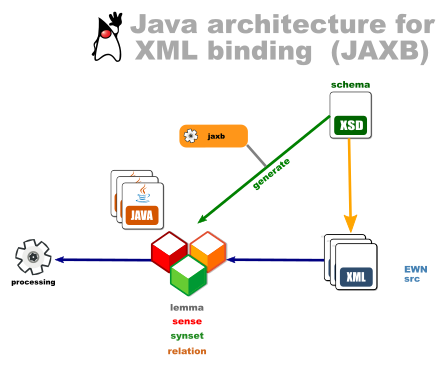 Java architecture for
XML binding (JAXB)
schema
XSD
jaxb
generate
JAVA
XML
EWN
src
processing
lemma
sense
synset
relation